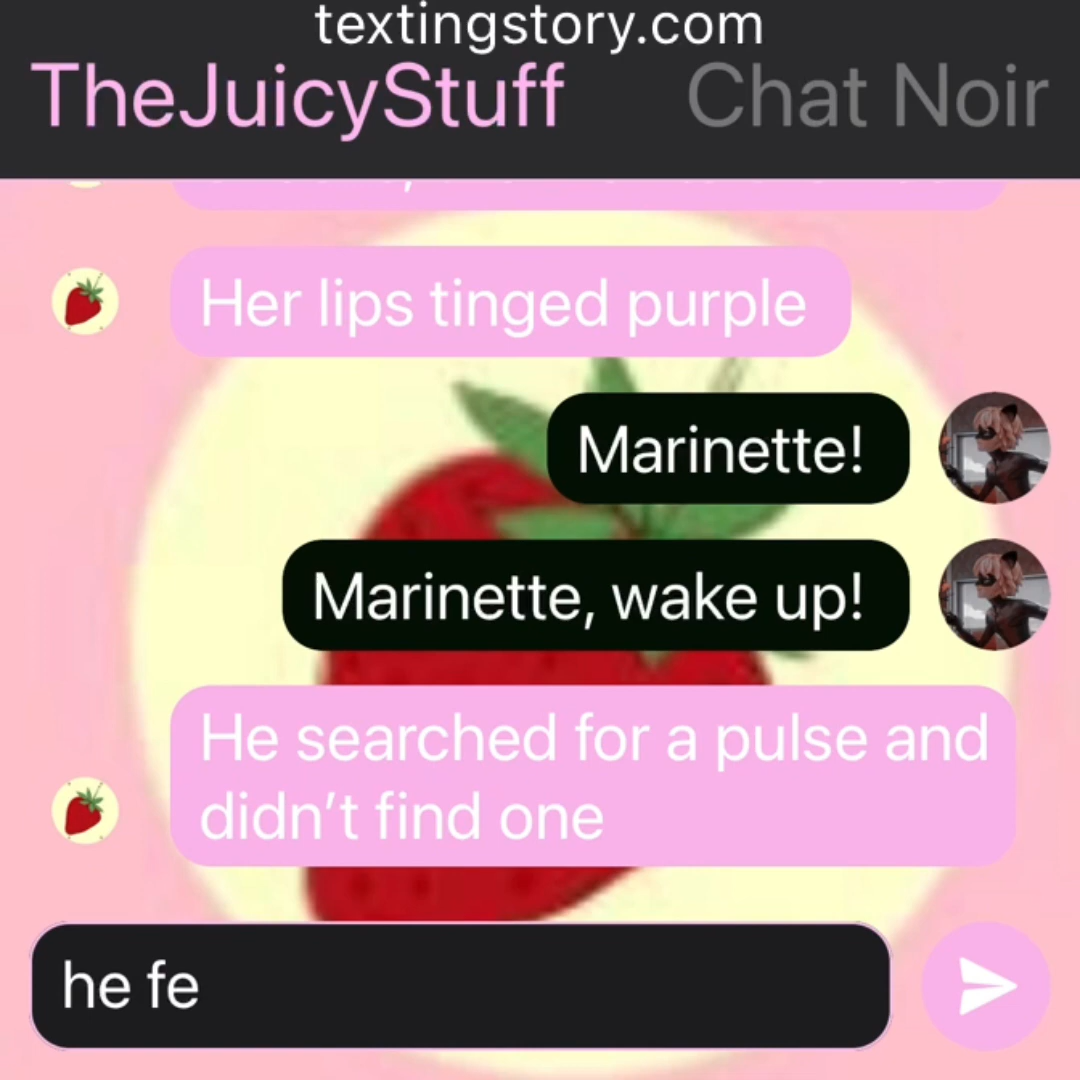 textingstory.com
TheJuicyStuff
Chat Noir
Her lips tinged purple
Marinette!
Marinette, wake up!
He searched for a pulse and
didn't find one
he fe